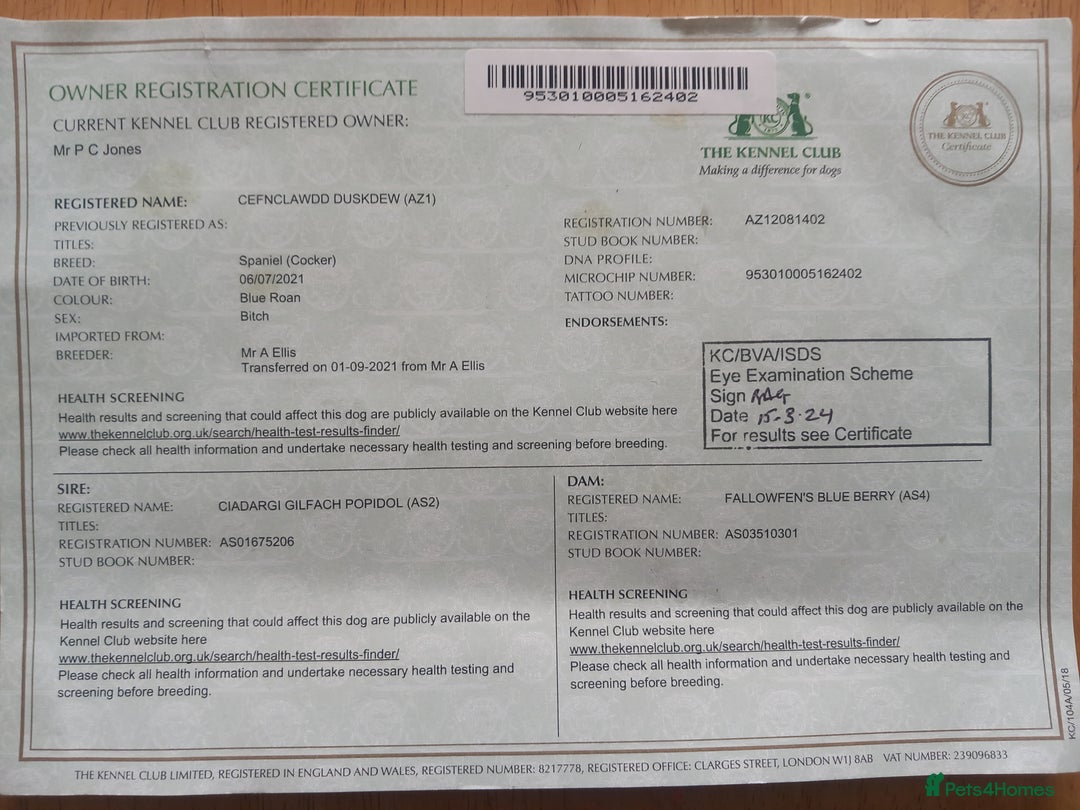 953010005162402
OWNER REGISTRATION CERTIFICATE
CURRENT KENNEL CLUB REGISTERED OWNER:
Mr P C Jones
KC
THE KENNEL CLUB
Making a difference for dogs
THE KENNEL CLUB
Certificate
REGISTERED NAME: CEFNCLAWDD DUSKDEW (AZ1)
PREVIOUSLY REGISTERED AS:
TITLES:
BREED: Spaniel (Cocker)
DATE OF BIRTH: 06/07/2021
COLOUR: Blue Roan
SEX: Bitch
IMPORTED FROM:
BREEDER: Mr A Ellis
Transferred on 01-09-2021 from Mr A Ellis
REGISTRATION NUMBER: AZ12081402
STUD BOOK NUMBER:
DNA PROFILE:
MICROCHIP NUMBER: 953010005162402
TATTOO NUMBER:
ENDORSEMENTS:
KC/BVA/ISDS
Eye Examination Scheme
Sign
Date 15-3-24
For results see Certificate
HEALTH SCREENING
Health results and screening that could affect this dog are publicly available on the Kennel Club website here
www.thekennelclub.org.uk/search/health-test-results-finder/
Please check all health information and undertake necessary health testing and screening before breeding.
SIRE:
REGISTERED NAME: CIADARGI GILFACH POPIDOL (AS2)
TITLES:
REGISTRATION NUMBER: AS01675206
STUD BOOK NUMBER:
HEALTH SCREENING
Health results and screening that could affect this dog are publicly available on the
Kennel Club website here
www.thekennelclub.org.uk/search/health-test-results-finder/
Please check all health information and undertake necessary health testing and
screening before breeding.
DAM:
REGISTERED NAME: FALLOWFEN'S BLUE BERRY (AS4)
TITLES:
REGISTRATION NUMBER: AS03510301
STUD BOOK NUMBER:
HEALTH SCREENING
Health results and screening that could affect this dog are publicly available on the
Kennel Club website here
www.thekennelclub.org.uk/search/health-test-results-finder/
Please check all health information and undertake necessary health testing and
screening before breeding.
KC/104A/05/18
THE KENNEL CLUB LIMITED, REGISTERED IN ENGLAND AND WALES, REGISTERED NUMBER: 8217778, REGISTERED OFFICE: CLARGES STREET, LONDON W1J 8AB VAT NUMBER: 239096833
Pets4Homes